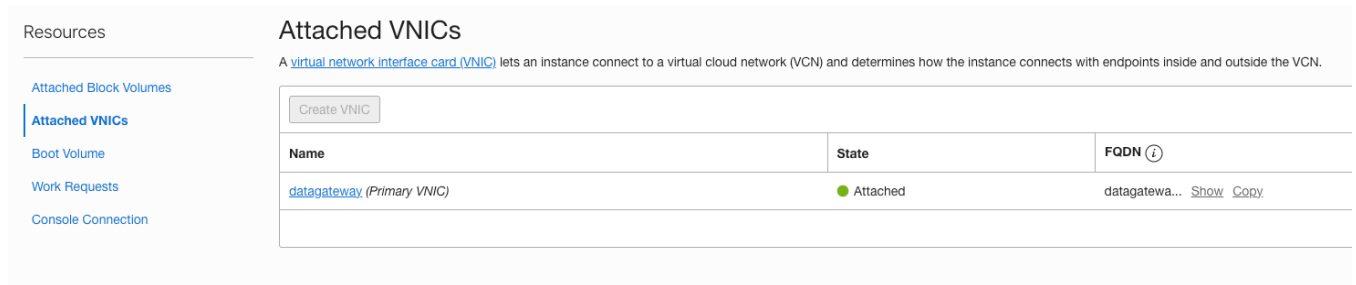 Resources
Attached Block Volumes
Attached VNICs
Boot Volume
Work Requests
Console Connection
Attached VNICs
A virtual network interface card (VNIC) lets an instance connect to a virtual cloud network (VCN) and determines how the instance connects with endpoints inside and outside the VCN.
Create VNIC
Name State FQDN i
datagateway (Primary VNIC) Attached datagatewa... Show Copy